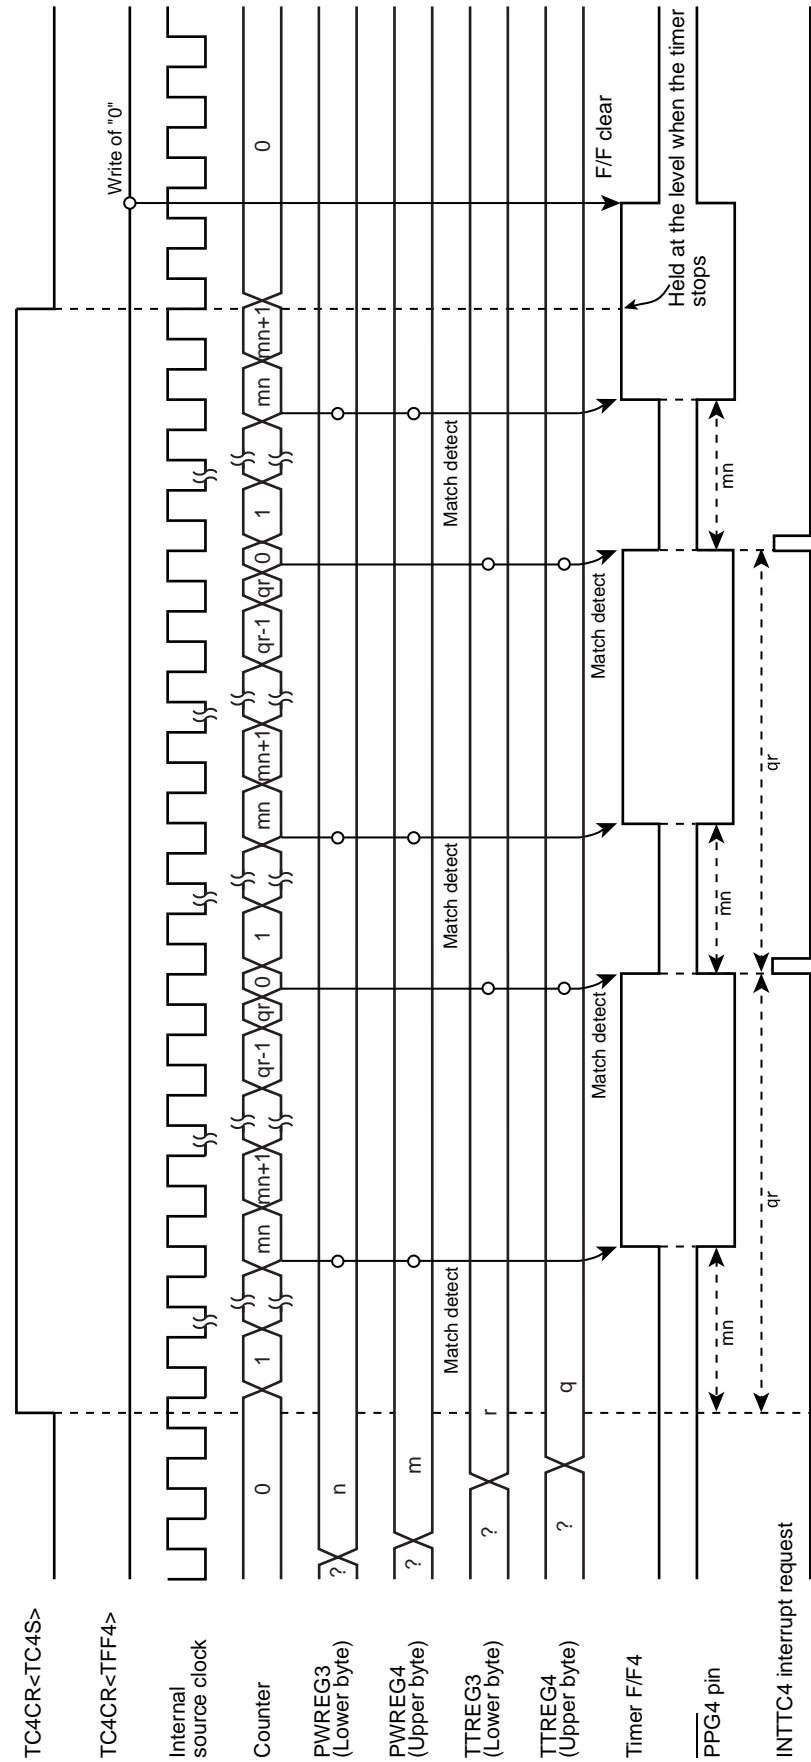 TC4CR<TC4S>
TC4CR<TFF4>
Write of "0"
Internal
source clock
Counter
0
1
mn
mn+1
qr-1
qr
0
1
mn
mn+1
qr-1
qr
0
1
mn
mn+1
0
PWREG3
(Lower byte)
?
n
PWREG4
(Upper byte)
?
m
Match detect
Match detect
Match detect
TTREG3
(Lower byte)
?
r
TTREG4
(Upper byte)
?
q
Match detect
Match detect
F/F clear
Timer F/F4
Held at the level when the timer
stops
PPG4 pin
mn
mn
mn
qr
qr
INTTC4 interrupt request